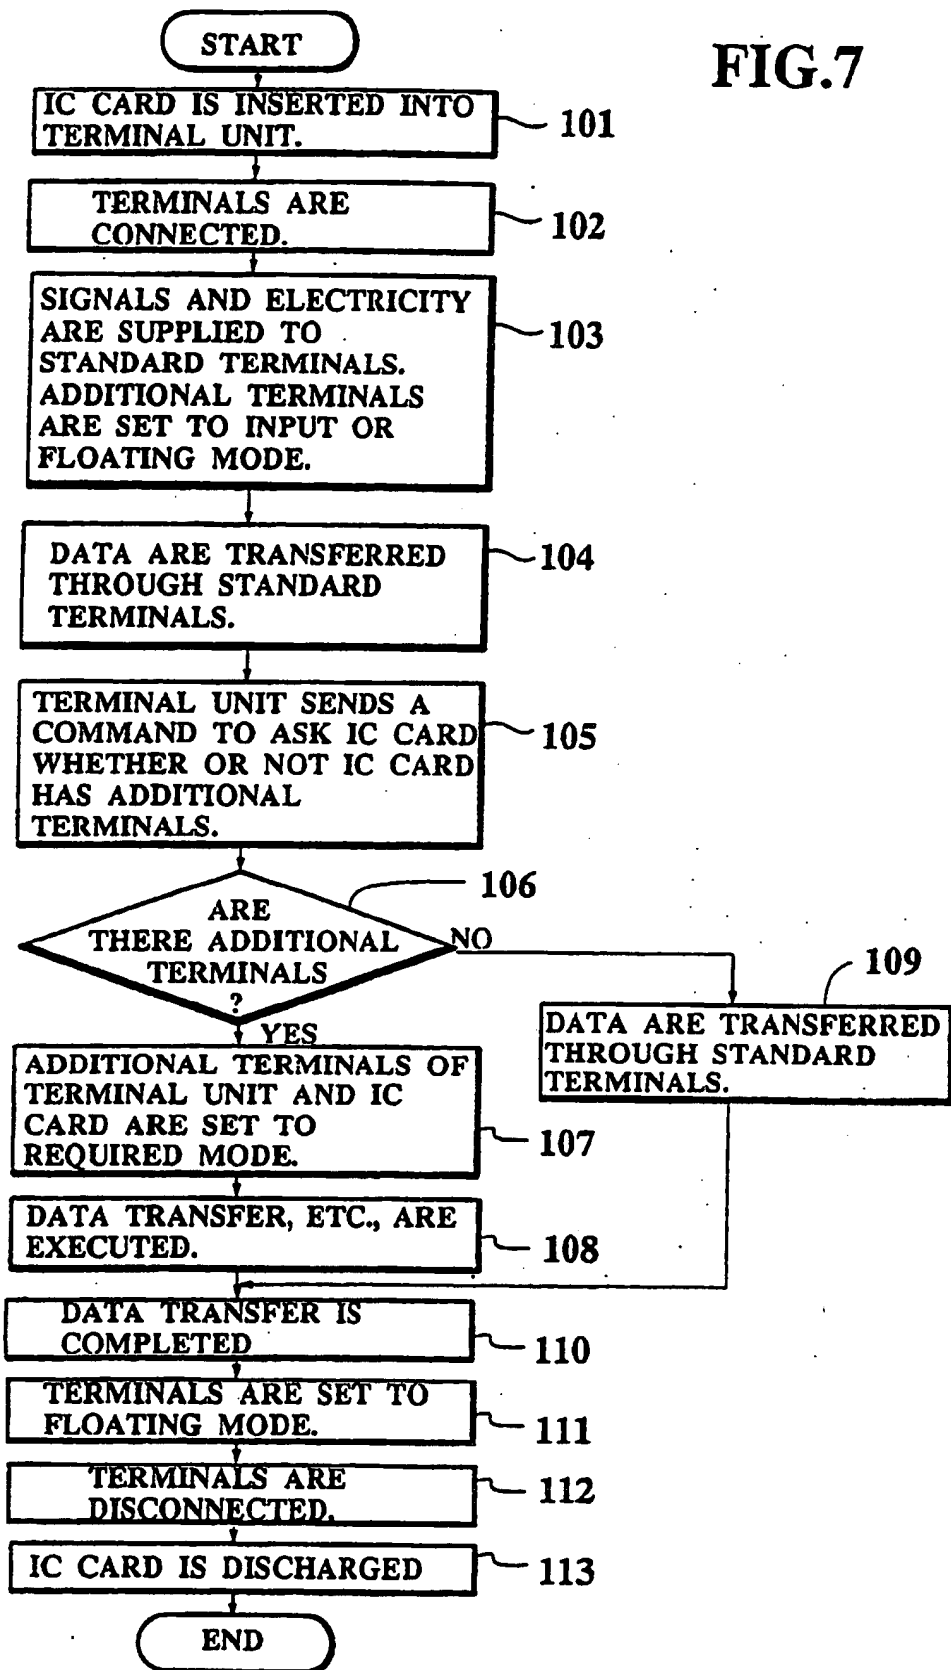 START
FIG.7
IC CARD IS INSERTED INTO
TERMINAL UNIT.
101
TERMINALS ARE
CONNECTED.
102
SIGNALS AND ELECTRICITY
ARE SUPPLIED TO
STANDARD TERMINALS.
ADDITIONAL TERMINALS
ARE SET TO INPUT OR
FLOATING MODE.
103
DATA ARE TRANSFERRED
THROUGH STANDARD
TERMINALS.
104
TERMINAL UNIT SENDS A
COMMAND TO ASK IC CARD
WHETHER OR NOT IC CARD
HAS ADDITIONAL
TERMINALS.
105
106
ARE
THERE ADDITIONAL
TERMINALS
?
NO
YES
109
DATA ARE TRANSFERRED
THROUGH STANDARD
TERMINALS.
ADDITIONAL TERMINALS OF
TERMINAL UNIT AND IC
CARD ARE SET TO
REQUIRED MODE.
107
DATA TRANSFER, ETC., ARE
EXECUTED.
108
DATA TRANSFER IS
COMPLETED
110
TERMINALS ARE SET TO
FLOATING MODE.
111
TERMINALS ARE
DISCONNECTED.
112
IC CARD IS DISCHARGED
113
END